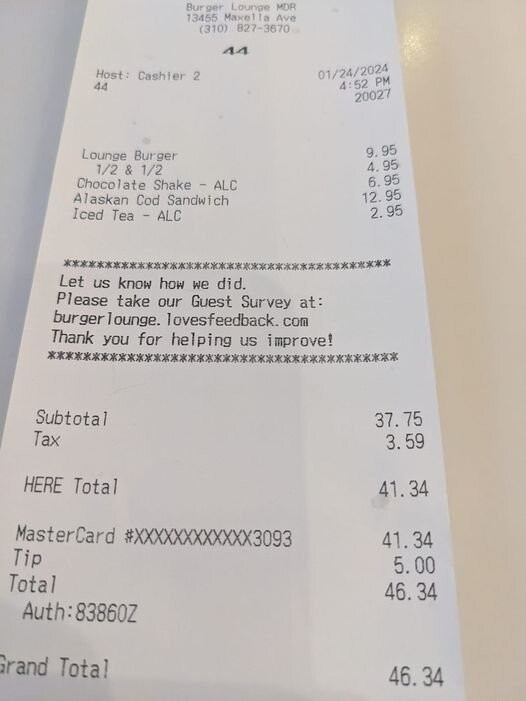 Burger Lounge MDR
13455 Maxella Ave
(310) 827-3670
44
Host: Cashier 2 01/24/2024
44 4:52 PM
20027
Lounge Burger 9.95
1/2 & 1/2 4.95
Chocolate Shake - ALC 6.95
Alaskan Cod Sandwich 12.95
Iced Tea - ALC 2.95
****************************************
Let us know how we did.
Please take our Guest Survey at:
burgerlounge.lovesfeedback.com
Thank you for helping us improve!
****************************************
Subtotal 37.75
Tax 3.59
HERE Total 41.34
MasterCard #XXXXXXXXXXXX3093 41.34
Tip 5.00
Total 46.34
Auth:83860Z
Grand Total 46.34